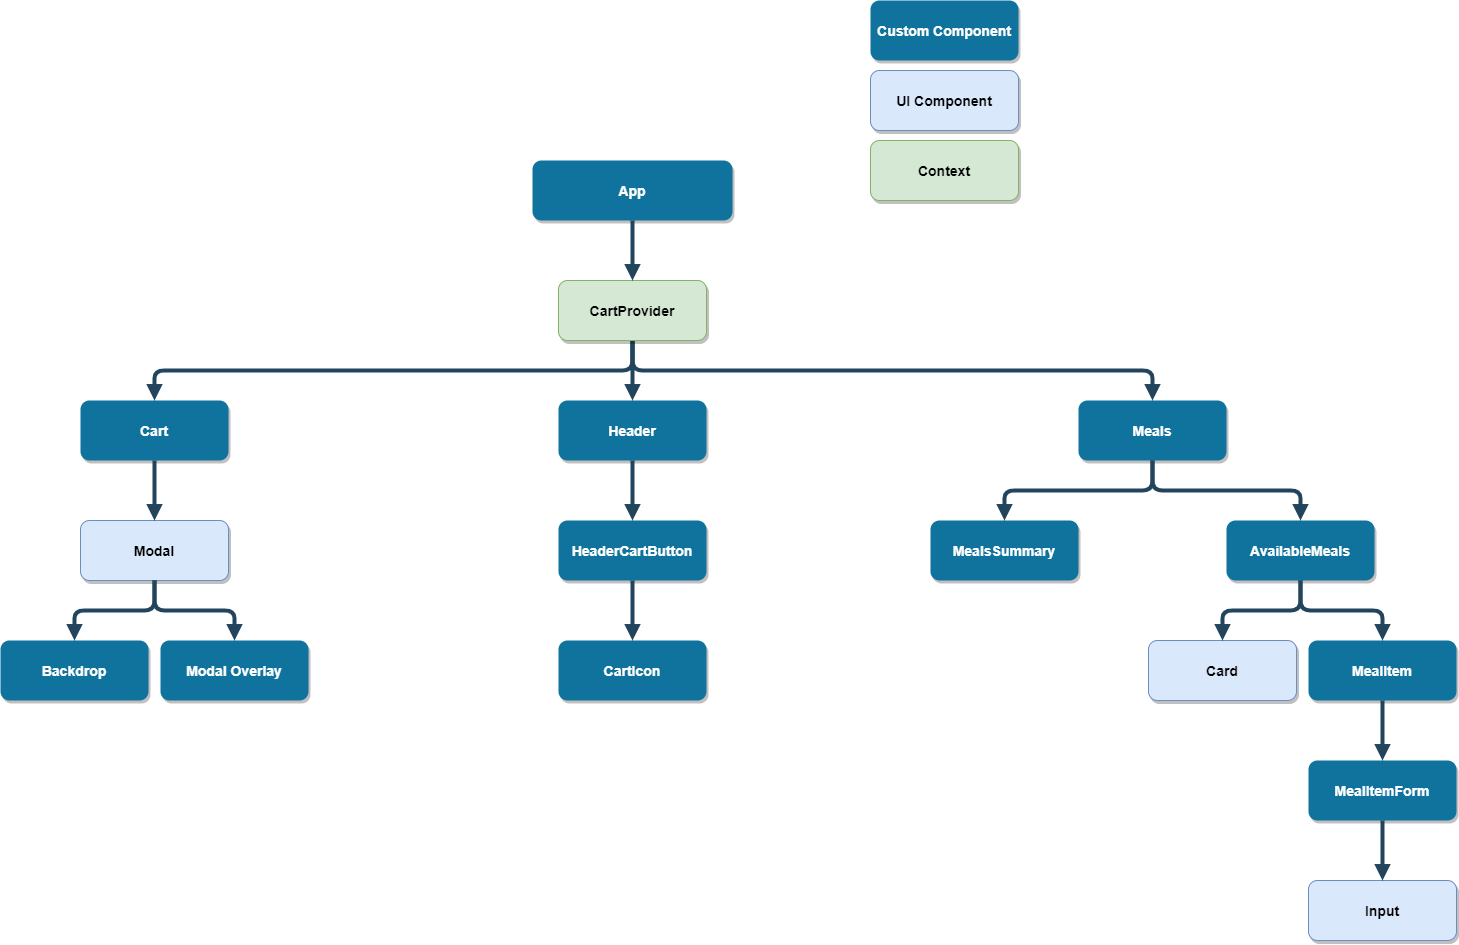 Custom Component
UI Component
Context
App
CartProvider
Cart
Header
Meals
Modal
HeaderCartButton
MealsSummary
AvailableMeals
Backdrop
Modal Overlay
CartIcon
Card
MealItem
MealItemForm
Input